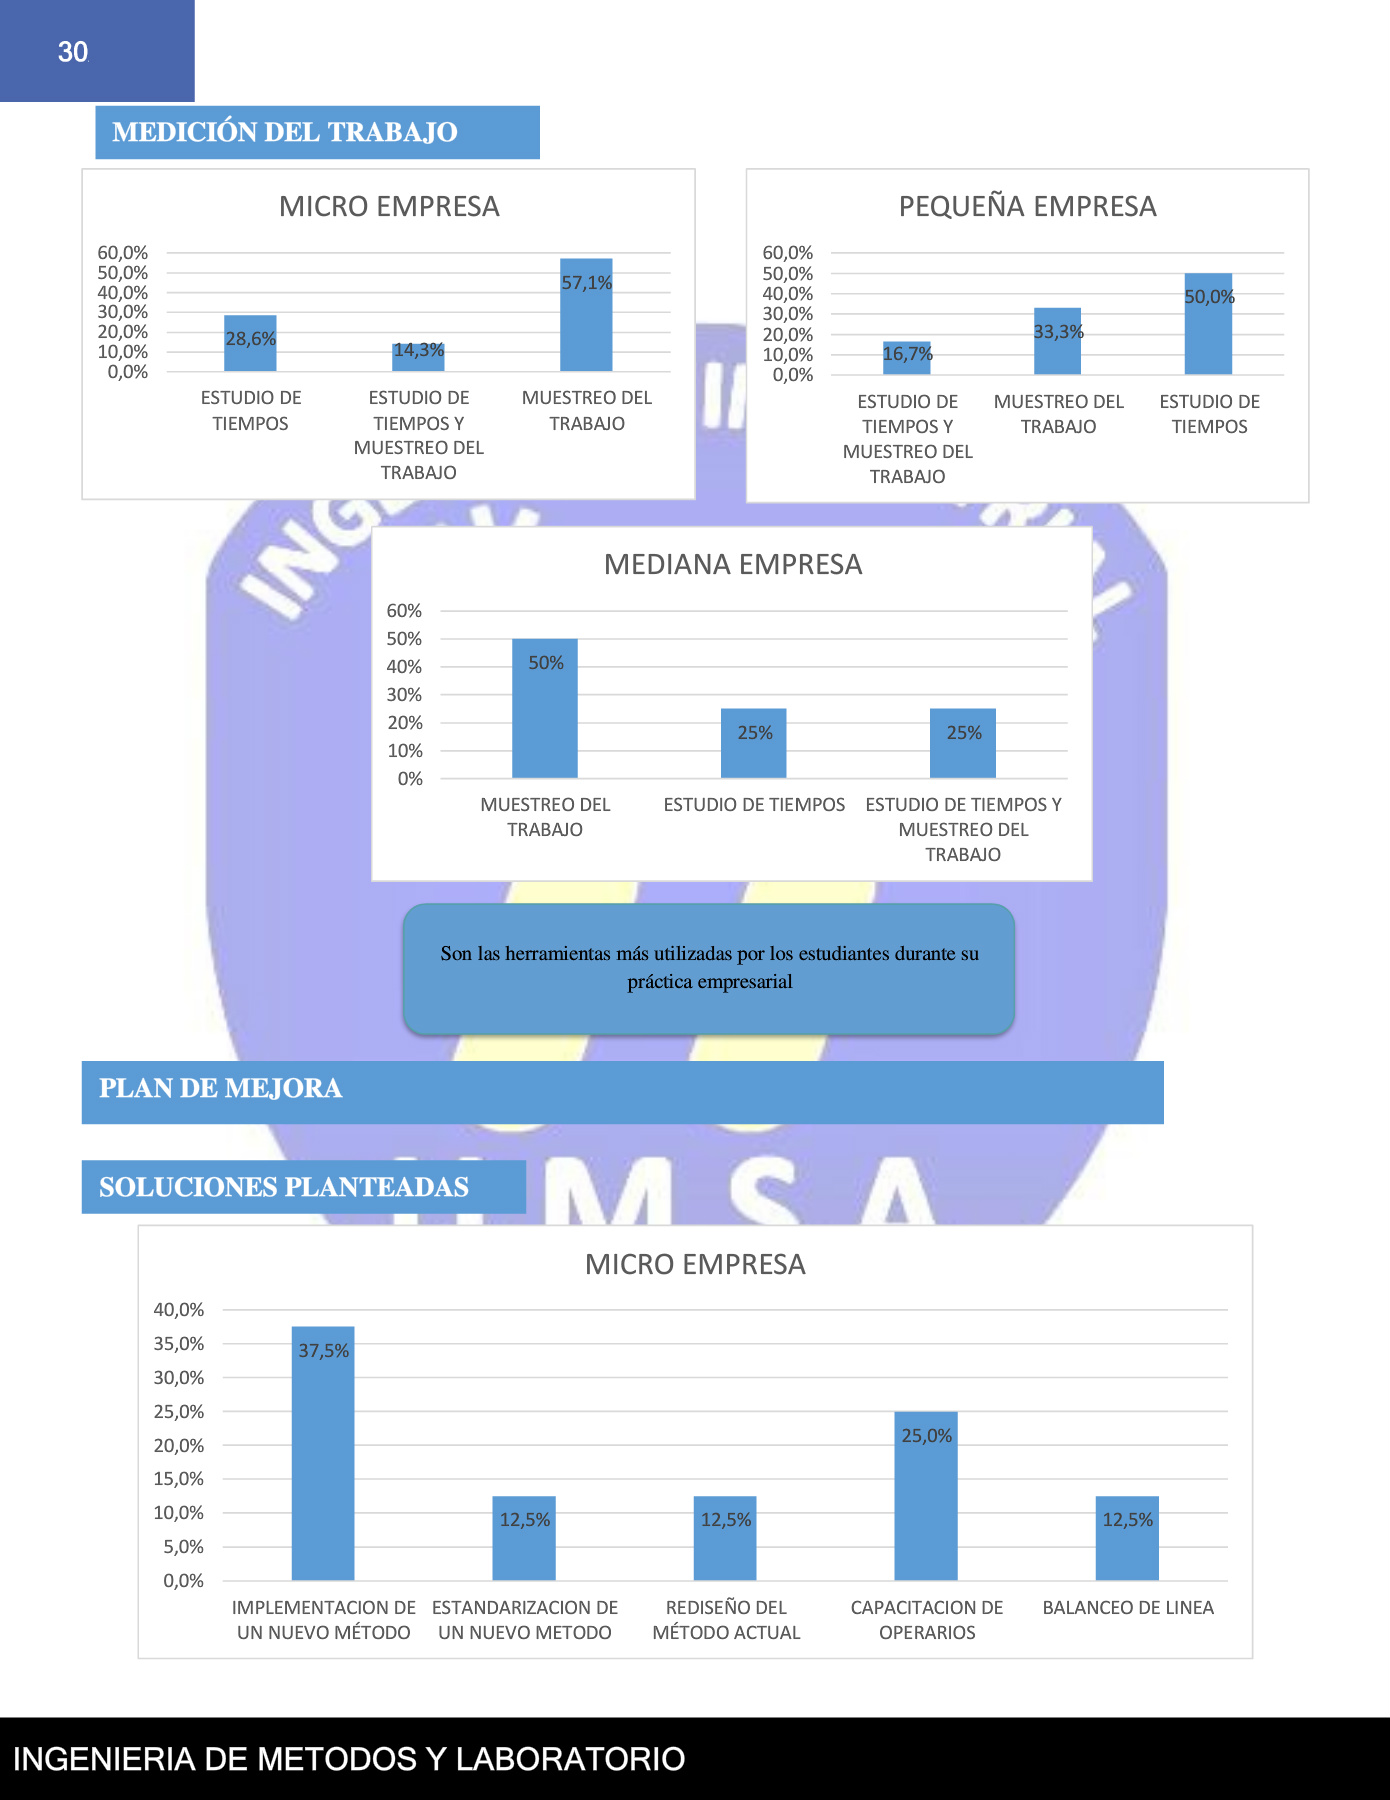 30
MEDICIÓN DEL TRABAJO
MICRO EMPRESA
60,0%
50,0%
40,0%
30,0%
20,0%
10,0%
0,0%
28,6%
14,3%
57,1%
ESTUDIO DE
TIEMPOS
ESTUDIO DE
TIEMPOS Y
MUESTREO DEL
TRABAJO
MUESTREO DEL
TRABAJO
PEQUEÑA EMPRESA
60,0%
50,0%
40,0%
30,0%
20,0%
10,0%
0,0%
16,7%
33,3%
50,0%
ESTUDIO DE
TIEMPOS Y
MUESTREO DEL
TRABAJO
MUESTREO DEL
TRABAJO
ESTUDIO DE
TIEMPOS
MEDIANA EMPRESA
60%
50%
40%
30%
20%
10%
0%
50%
25%
25%
MUESTREO DEL
TRABAJO
ESTUDIO DE TIEMPOS
ESTUDIO DE TIEMPOS Y
MUESTREO DEL
TRABAJO
Son las herramientas más utilizadas por los estudiantes durante su
práctica empresarial
PLAN DE MEJORA
UMSA
SOLUCIONES PLANTEADAS
MICRO EMPRESA
40,0%
35,0%
30,0%
25,0%
20,0%
15,0%
10,0%
5,0%
0,0%
37,5%
12,5%
12,5%
25,0%
12,5%
IMPLEMENTACION DE
UN NUEVO MÉTODO
ESTANDARIZACION DE
UN NUEVO METODO
REDISEÑO DEL
MÉTODO ACTUAL
CAPACITACION DE
OPERARIOS
BALANCEO DE LINEA
INGENIERIA DE METODOS Y LABORATORIO